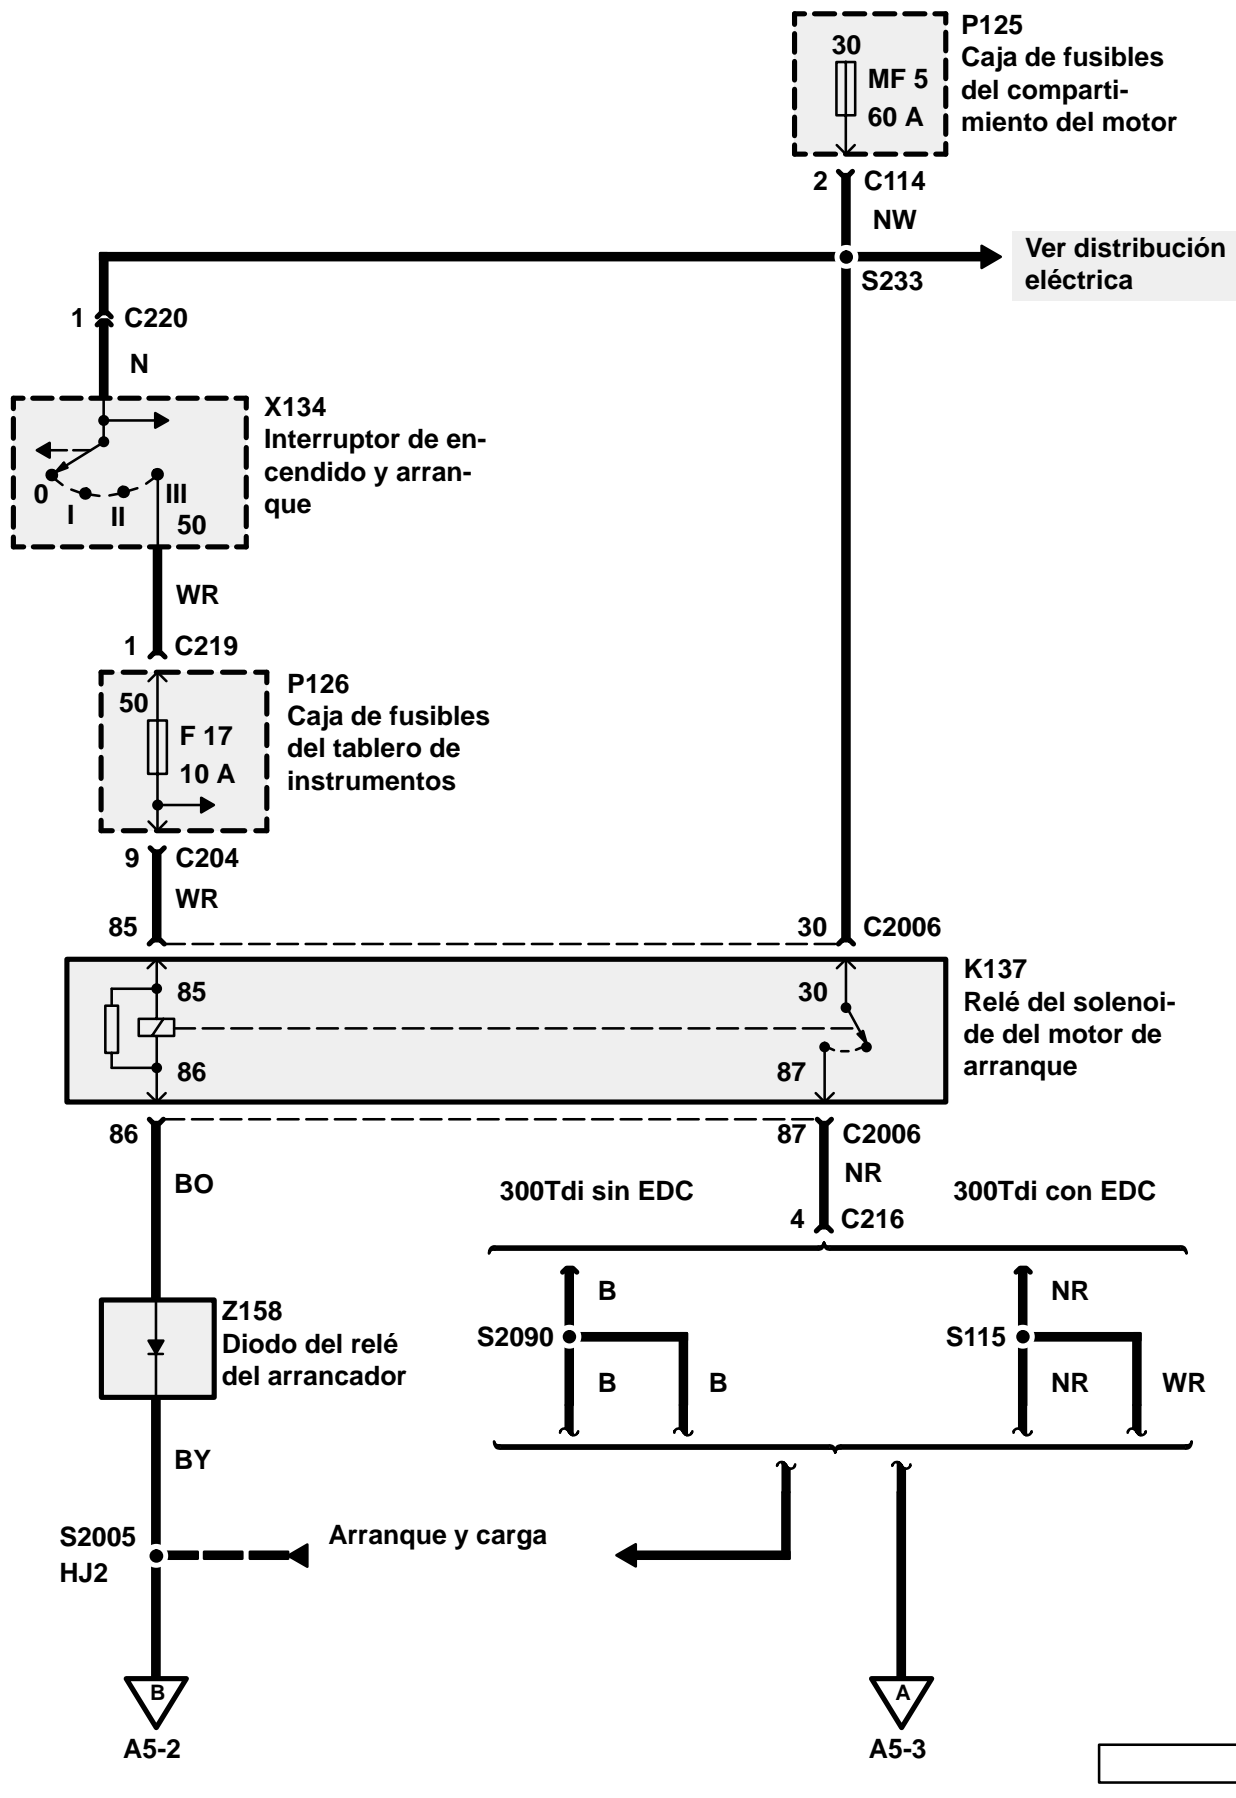 P125
Caja de fusibles
del comparti-
miento del motor
30
MF 5
60 A
2
C114
NW
Ver distribución
eléctrica
S233
1
C220
N
X134
Interruptor de en-
cendido y arran-
que
0
I
II
III
50
WR
1
C219
P126
Caja de fusibles
del tablero de
instrumentos
50
F 17
10 A
9
C204
WR
85
30
C2006
K137
Relé del solenoi-
de del motor de
arranque
85
30
86
87
86
87
C2006
BO
NR
300Tdi sin EDC
300Tdi con EDC
4
C216
B
NR
Z158
Diodo del relé
del arrancador
S2090
S115
B
B
NR
WR
BY
S2005
HJ2
Arranque y carga
B
A
A5-2
A5-3